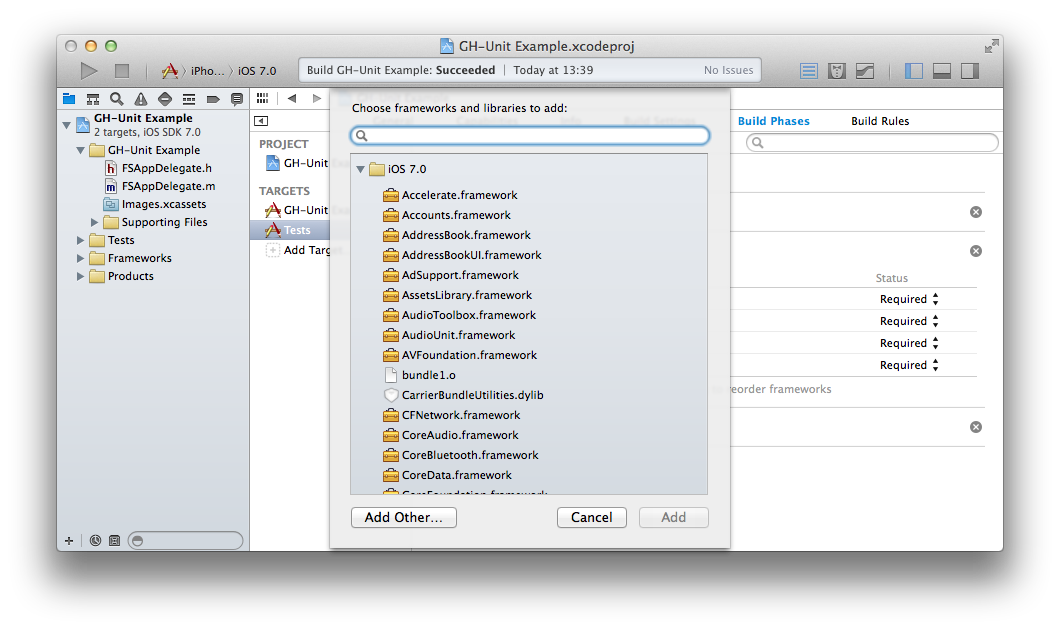 GH-Unit Example.xcodeproj
iPho... iOS 7.0
Build GH-Unit Example: Succeeded | Today at 13:39
No Issues
GH-Unit Example
2 targets, iOS SDK 7.0
GH-Unit Example
FSAppDelegate.h
FSAppDelegate.m
Images.xcassets
Supporting Files
Tests
Frameworks
Products
PROJECT
GH-Unit
TARGETS
GH-Unit
Tests
Add Targ
Choose frameworks and libraries to add:
iOS 7.0
Accelerate.framework
Accounts.framework
AddressBook.framework
AddressBookUI.framework
AdSupport.framework
AssetsLibrary.framework
AudioToolbox.framework
AudioUnit.framework
AVFoundation.framework
bundle1.o
CarrierBundleUtilities.dylib
CFNetwork.framework
CoreAudio.framework
CoreBluetooth.framework
CoreData.framework
CoreFoundation.framework
Add Other...
Cancel
Add
Build Phases
Build Rules
Status
Required
Required
Required
Required
reorder frameworks